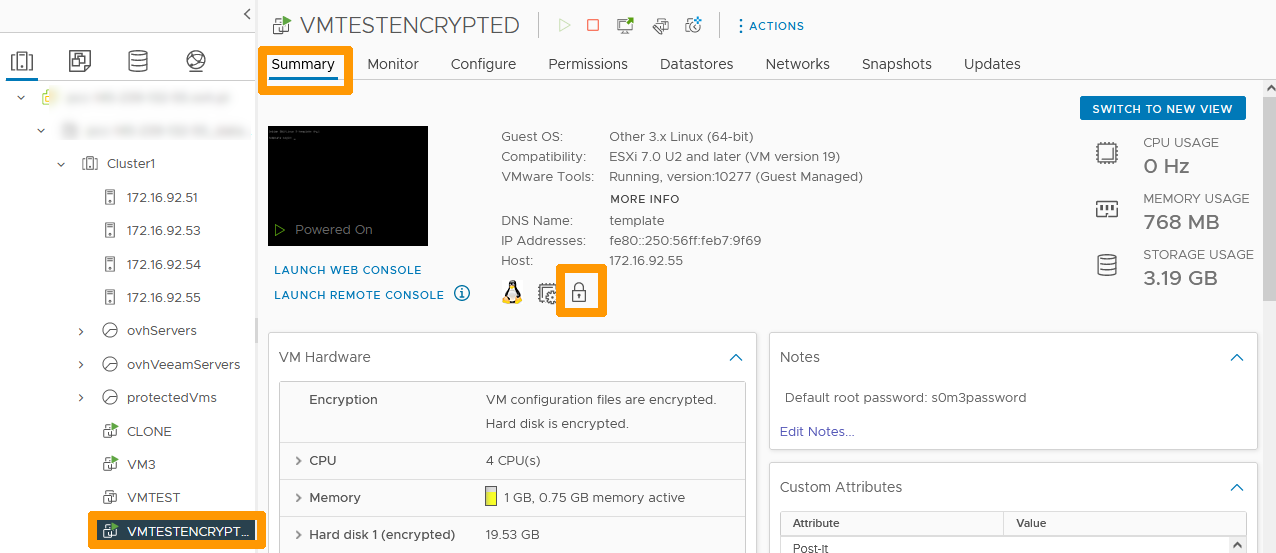 VMTESTENCRYPTED
ACTIONS
Summary
Monitor
Configure
Permissions
Datastores
Networks
Snapshots
Updates
Cluster1
172.16.92.51
172.16.92.53
172.16.92.54
172.16.92.55
ovhServers
ovhVeeamServers
protectedVms
CLONE
VM3
VMTEST
VMTESTENCRYPT...
SWITCH TO NEW VIEW
Powered On
LAUNCH WEB CONSOLE
LAUNCH REMOTE CONSOLE
Guest OS: Other 3.x Linux (64-bit)
Compatibility: ESXi 7.0 U2 and later (VM version 19)
VMware Tools: Running, version:10277 (Guest Managed)
MORE INFO
DNS Name: template
IP Addresses: fe80::250:56ff:feb7:9f69
Host: 172.16.92.55
CPU USAGE
0 Hz
MEMORY USAGE
768 MB
STORAGE USAGE
3.19 GB
VM Hardware
Encryption VM configuration files are encrypted.
Hard disk is encrypted.
CPU 4 CPU(s)
Memory 1 GB, 0.75 GB memory active
Hard disk 1 (encrypted) 19.53 GB
Notes
Default root password: s0m3password
Edit Notes...
Custom Attributes
Attribute Value
Post-It